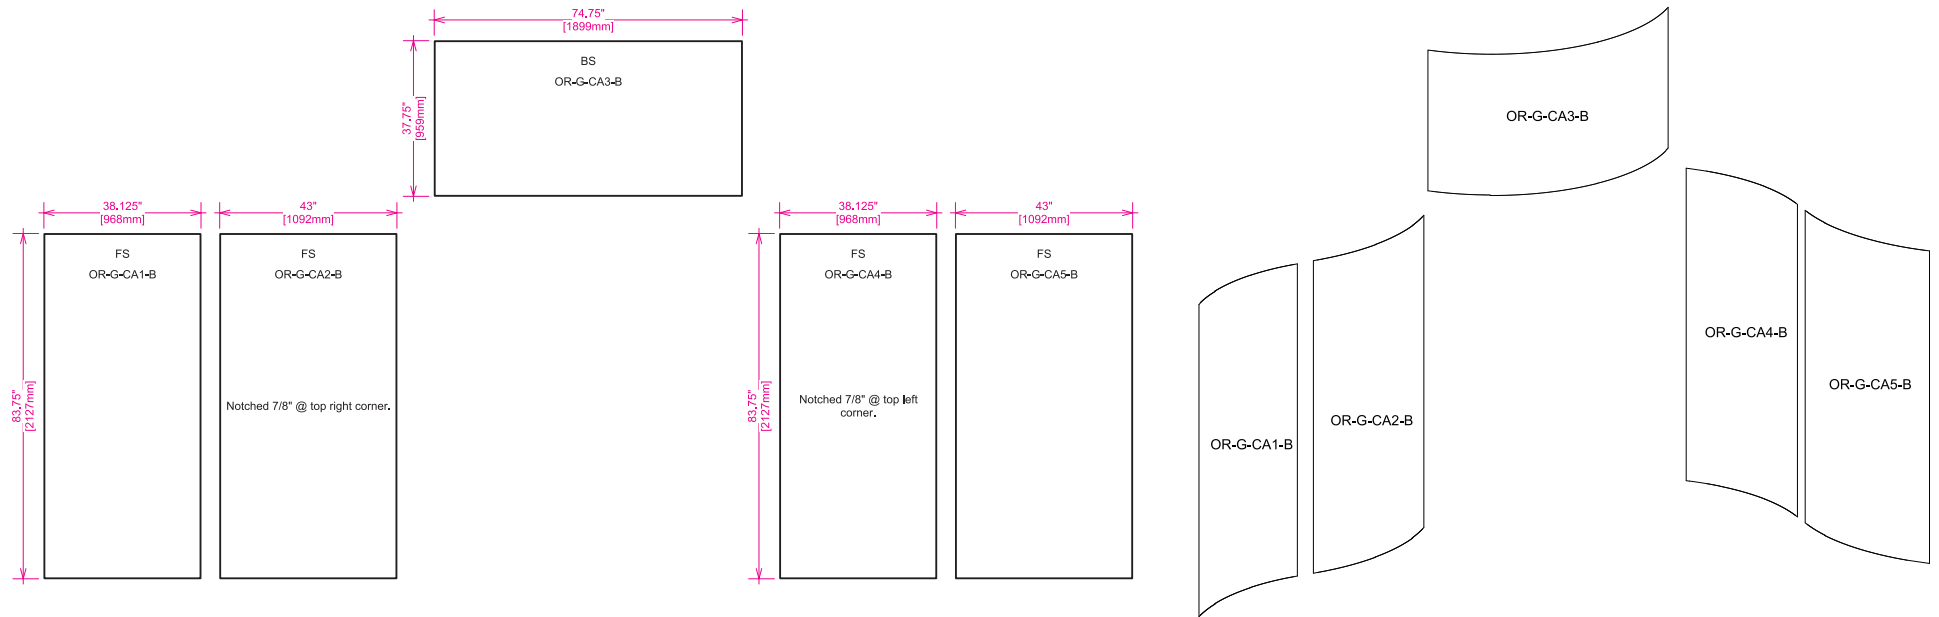 74.75"
[1899mm]
BS
OR-G-CA3-B
37.75"
[959mm]
38.125"
[968mm]
43"
[1092mm]
FS
OR-G-CA1-B
FS
OR-G-CA2-B
83.75"
[2127mm]
Notched 7/8" @ top right corner.
38.125"
[968mm]
43"
[1092mm]
FS
OR-G-CA4-B
FS
OR-G-CA5-B
83.75"
[2127mm]
Notched 7/8" @ top left
corner.
OR-G-CA3-B
OR-G-CA1-B
OR-G-CA2-B
OR-G-CA4-B
OR-G-CA5-B